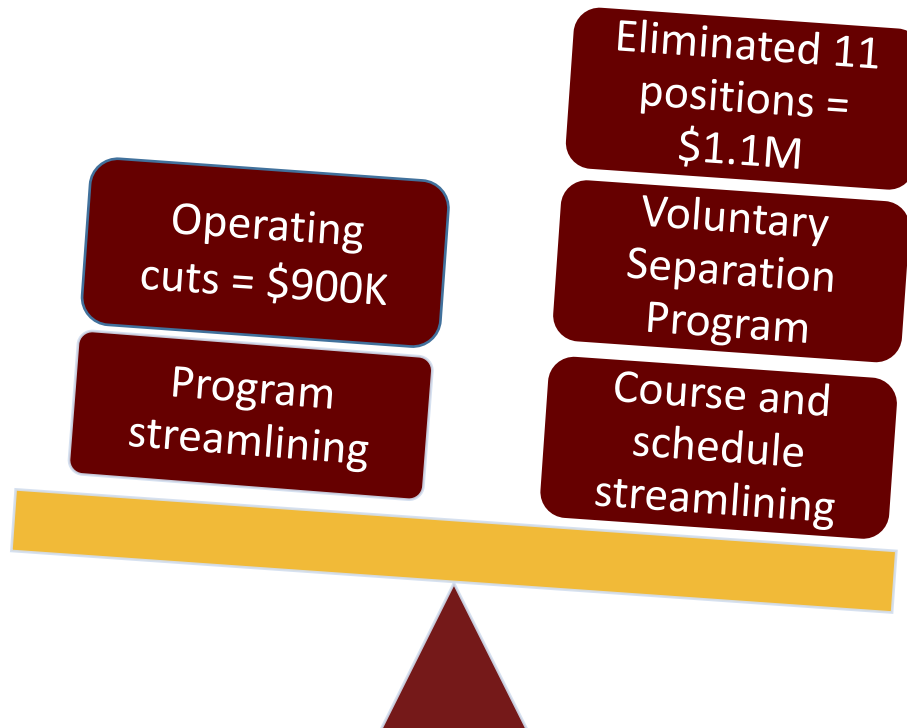 Operating
cuts = $900K
Program
streamlining
Eliminated 11
positions =
$1.1M
Voluntary
Separation
Program
Course and
schedule
streamlining